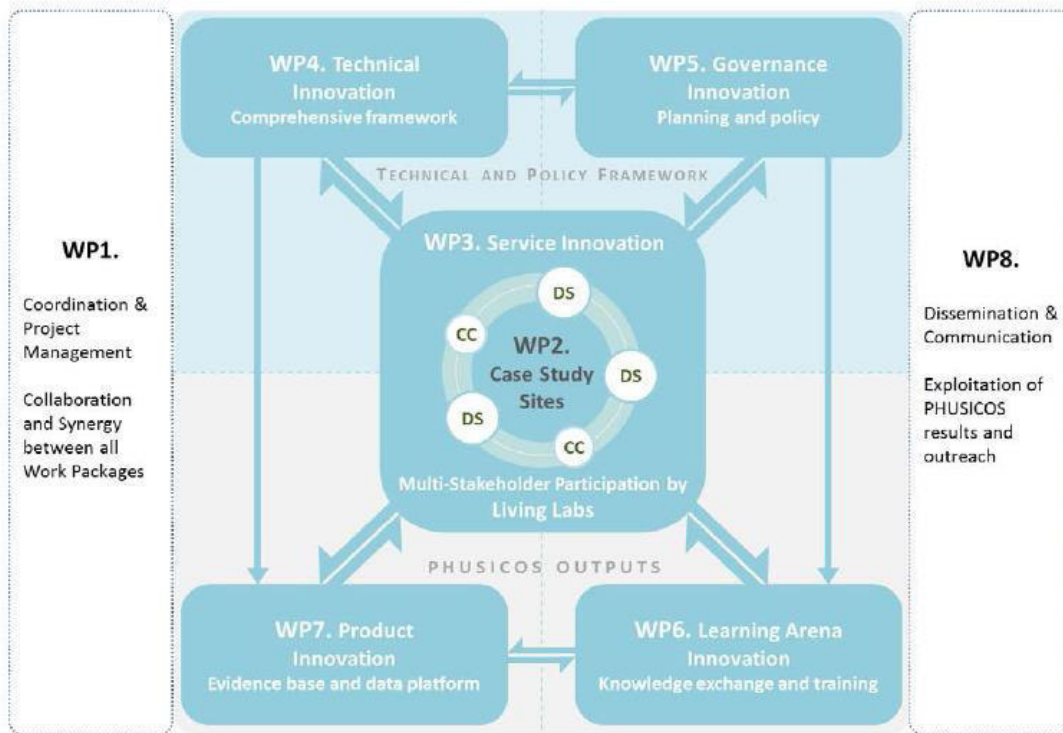 WP1.
Coordination &
Project
Management
Collaboration
and Synergy
between all
Work Packages
WP4. Technical
Innovation
Comprehensive framework
WP5. Governance
Innovation
Planning and policy
TECHNICAL AND POLICY FRAMEWORK
WP3. Service Innovation
DS
CC
WP2.
Case Study
Sites
DS
DS
CC
Multi-Stakeholder Participation by
Living Labs
PHUSICOS OUTPUTS
WP7. Product
Innovation
Evidence base and data platform
WP6. Learning Arena
Innovation
Knowledge exchange and training
WP8.
Dissemination &
Communication
Exploitation of
PHUSICOS
results and
outreach